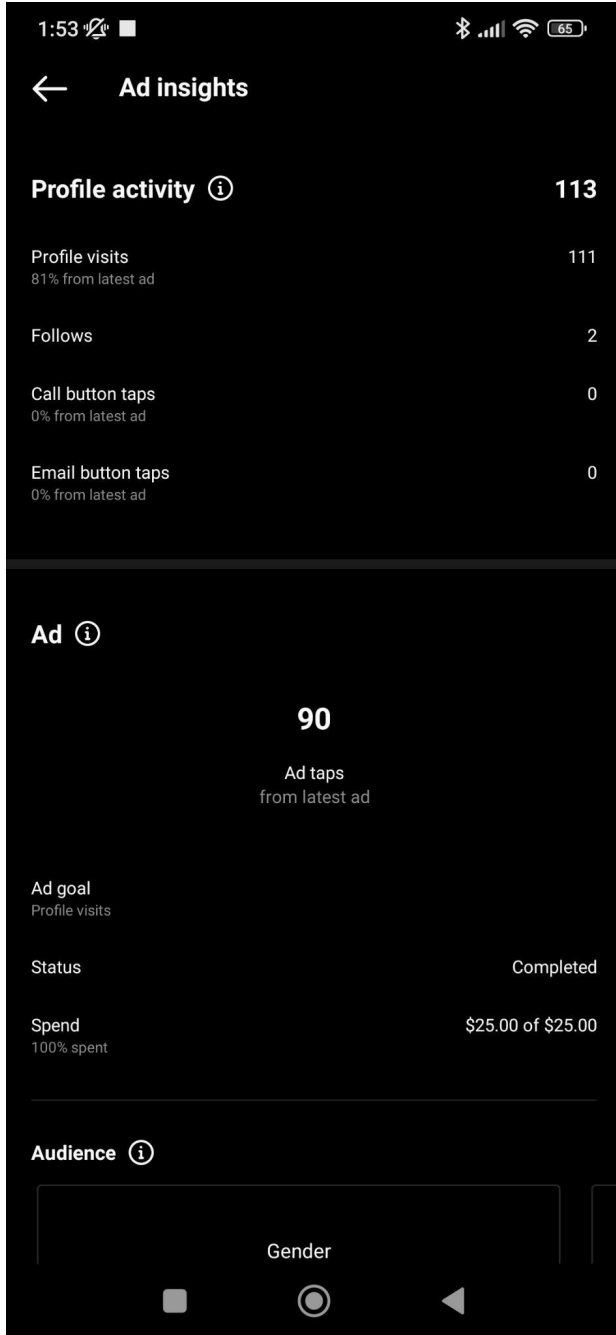 1:53
65
Ad insights
Profile activity 113
Profile visits 111
81% from latest ad
Follows 2
Call button taps 0
0% from latest ad
Email button taps 0
0% from latest ad
Ad
90
Ad taps
from latest ad
Ad goal
Profile visits
Status Completed
Spend $25.00 of $25.00
100% spent
Audience
Gender